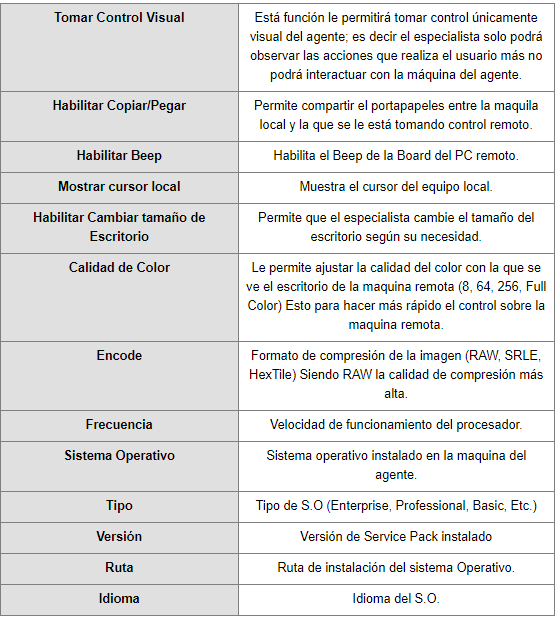 Tomar Control Visual
Está función le permitirá tomar control únicamente
visual del agente; es decir el especialista solo podrá
observar las acciones que realiza el usuario más no
podrá interactuar con la máquina del agente.
Habilitar Copiar/Pegar
Permite compartir el portapapeles entre la maquila
local y la que se le está tomando control remoto.
Habilitar Beep
Habilita el Beep de la Board del PC remoto.
Mostrar cursor local
Muestra el cursor del equipo local.
Habilitar Cambiar tamaño de
Escritorio
Permite que el especialista cambie el tamaño del
escritorio según su necesidad.
Calidad de Color
Le permite ajustar la calidad del color con la que se
ve el escritorio de la maquina remota (8, 64, 256, Full
Color) Esto para hacer más rápido el control sobre la
maquina remota.
Encode
Formato de compresión de la imagen (RAW, SRLE,
HexTile) Siendo RAW la calidad de compresión más
alta.
Frecuencia
Velocidad de funcionamiento del procesador.
Sistema Operativo
Sistema operativo instalado en la maquina del
agente.
Tipo
Tipo de S.O (Enterprise, Professional, Basic, Etc.)
Versión
Versión de Service Pack instalado
Ruta
Ruta de instalación del sistema Operativo.
Idioma
Idioma del S.O.